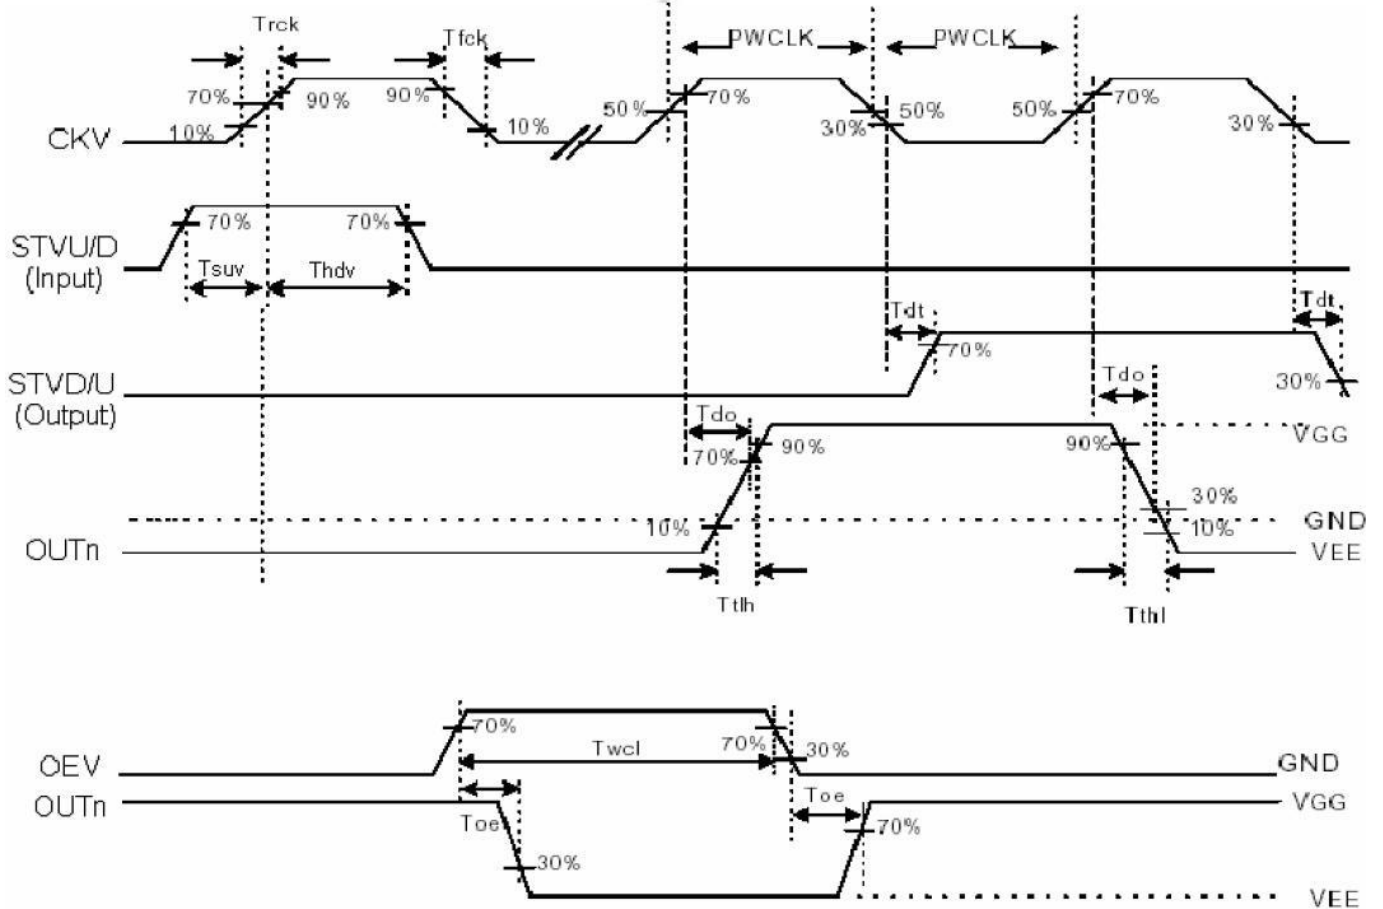 Trck
Tfck
PWCLK
PWCLK
70%
90%
90%
50%
70%
50%
50%
70%
CKV
10%
10%
30%
30%
STVU/D
(Input)
70%
70%
Tsuv
Thdv
Tdt
Tdt
STVD/U
(Output)
70%
30%
Tdo
Tdo
70%
90%
90%
VGG
30%
10%
10%
GND
OUTn
VEE
Ttlh
Tthl
70%
70%
30%
OEV
Twcl
GND
OUTn
Toe
Toe
VGG
70%
30%
VEE